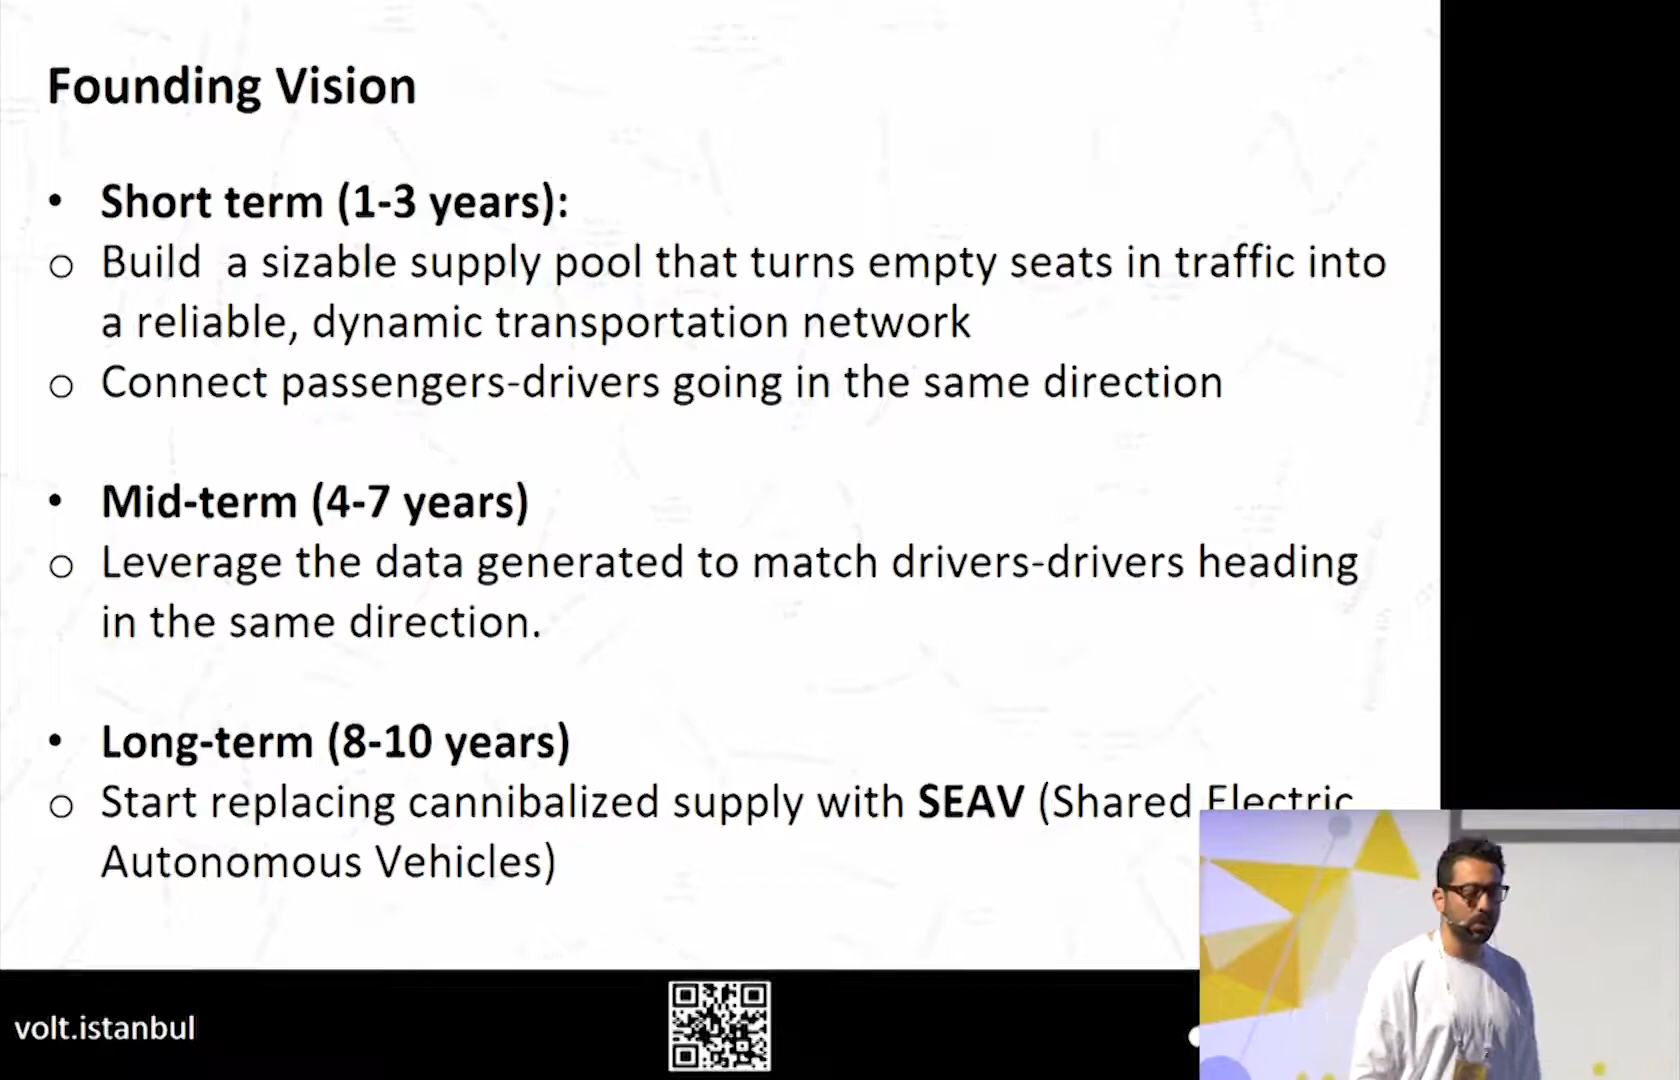 Founding Vision
• Short term (1-3 years):
o Build a sizable supply pool that turns empty seats in traffic into
a reliable, dynamic transportation network
o Connect passengers-drivers going in the same direction
• Mid-term (4-7 years)
o Leverage the data generated to match drivers-drivers heading
in the same direction.
• Long-term (8-10 years)
o Start replacing cannibalized supply with SEAV (Shared Electric
Autonomous Vehicles)
volt.istanbul